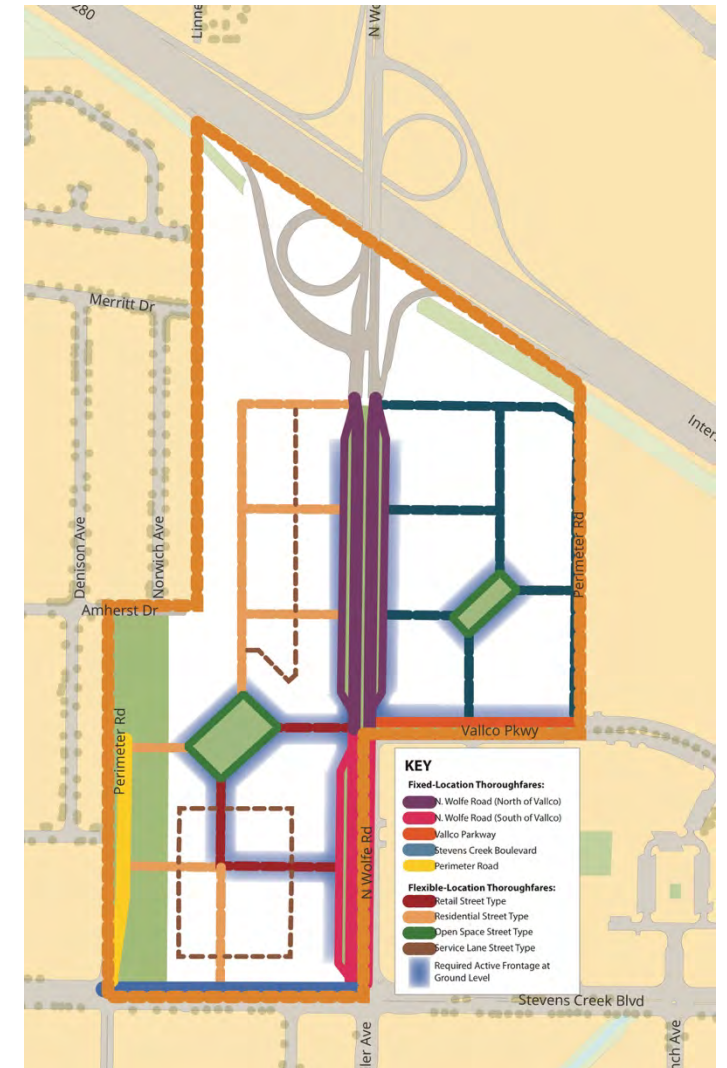 280
Linne
N Wo
Merritt Dr
Inters
Denison Ave
Norwich Ave
Perimeter Rd
Amherst Dr
Perimeter Rd
Vallco Pkwy
N Wolfe Rd
KEY
Fixed-Location Thoroughfares:
N. Wolfe Road (North of Vallco)
N. Wolfe Road (South of Vallco)
Vallco Parkway
Stevens Creek Boulevard
Perimeter Road
Flexible-Location Thoroughfares:
Retail Street Type
Residential Street Type
Open Space Street Type
Service Lane Street Type
Required Active Frontage at
Ground Level
Stevens Creek Blvd
ler Ave
nch Ave